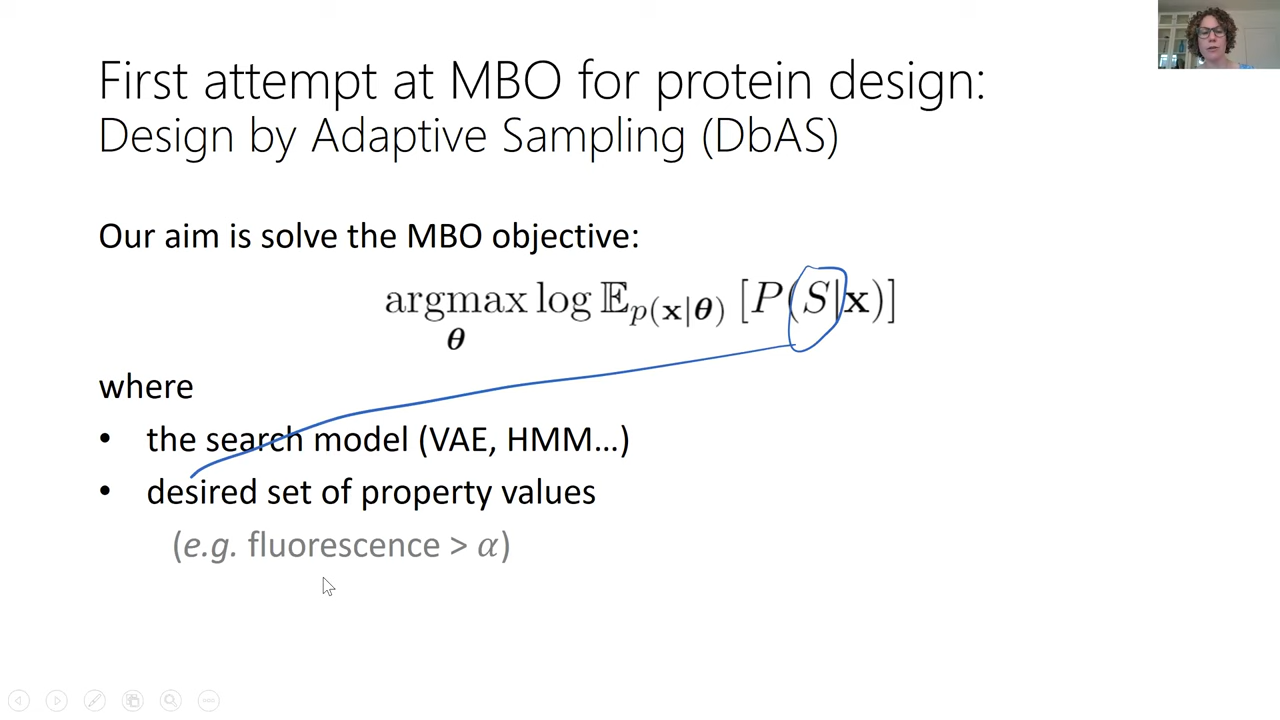 First attempt at MBO for protein design:
Design by Adaptive Sampling (DbAS)
Our aim is solve the MBO objective:
argmax log 𝔼_{p(𝐱|𝜽)} [P(S|𝐱)]
𝜽
where
• the search model (VAE, HMM…)
• desired set of property values
(e.g. fluorescence > 𝛼)